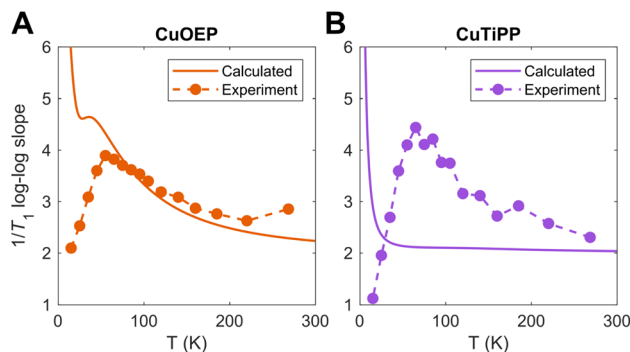 A
CuOEP
6
5
4
3
2
1
1/T₁ log-log slope
Calculated
Experiment
0
100
200
300
T (K)
B
CuTiPP
6
5
4
3
2
1
Calculated
Experiment
0
100
200
300
T (K)